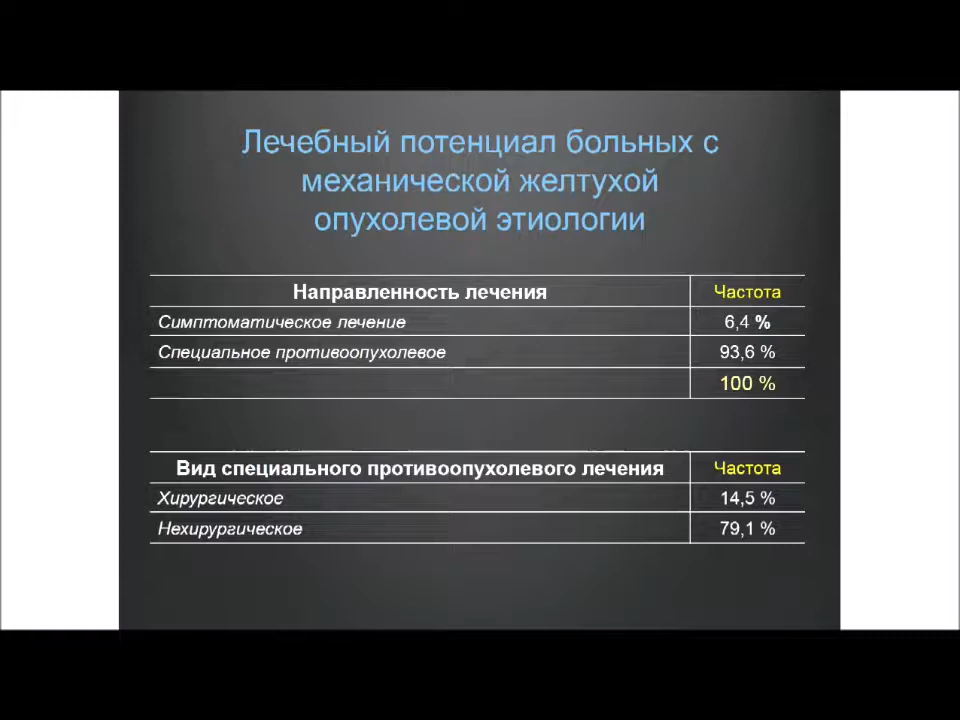 Лечебный потенциал больных с
механической желтухой
опухолевой этиологии
Направленность лечения Частота
Симптоматическое лечение 6,4 %
Специальное противоопухолевое 93,6 %
100 %
Вид специального противоопухолевого лечения Частота
Хирургическое 14,5 %
Нехирургическое 79,1 %